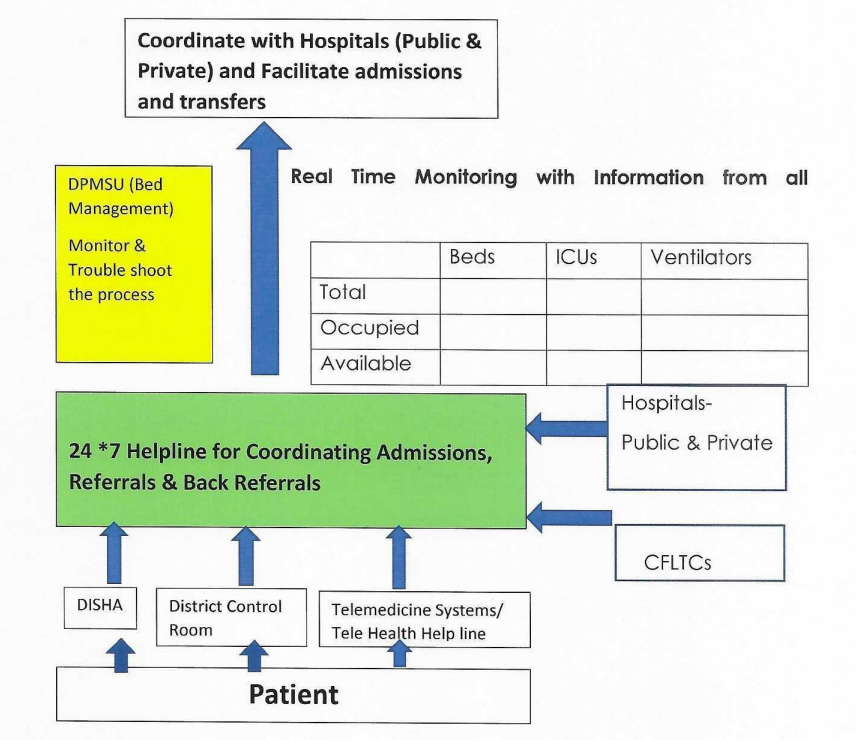 Coordinate with Hospitals (Public &
Private) and Facilitate admissions
and transfers
DPMSU (Bed
Management)
Monitor &
Trouble shoot
the process
Real Time Monitoring with Information from all
Beds ICUs Ventilators
Total
Occupied
Available
24 *7 Helpline for Coordinating Admissions,
Referrals & Back Referrals
Hospitals-
Public & Private
CFLTCs
DISHA
District Control
Room
Telemedicine Systems/
Tele Health Help line
Patient